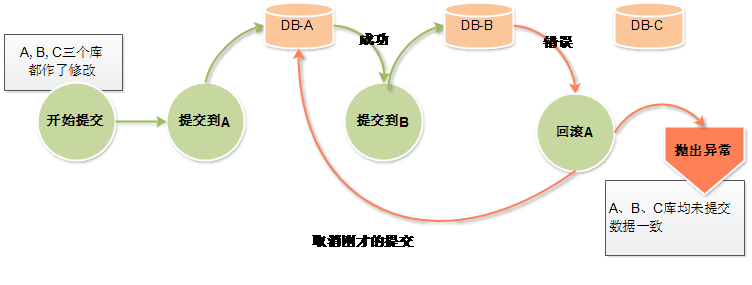 DB-A
DB-B
DB-C
成功
错误
A, B, C三个库
都作了修改
开始提交
提交到A
提交到B
回滚A
抛出异常
A、B、C库均未提交
数据一致
取消刚才的提交